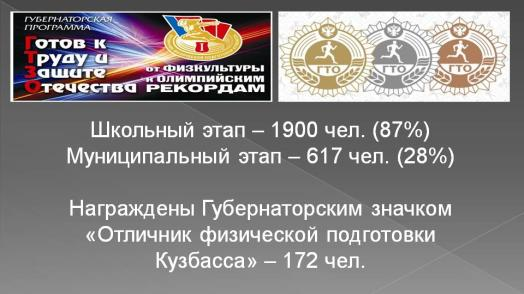 ГУБЕРНАТОРСКАЯ
ПРОГРАММА
Готов к
Труду и
Защите
Отечества
I
от ФИЗКУЛЬТУРЫ
к ОЛИМПИЙСКИМ
РЕКОРДАМ
ГТО
ГТО
ГТО
Школьный этап – 1900 чел. (87%)
Муниципальный этап – 617 чел. (28%)
Награждены Губернаторским значком
«Отличник физической подготовки
Кузбасса» – 172 чел.